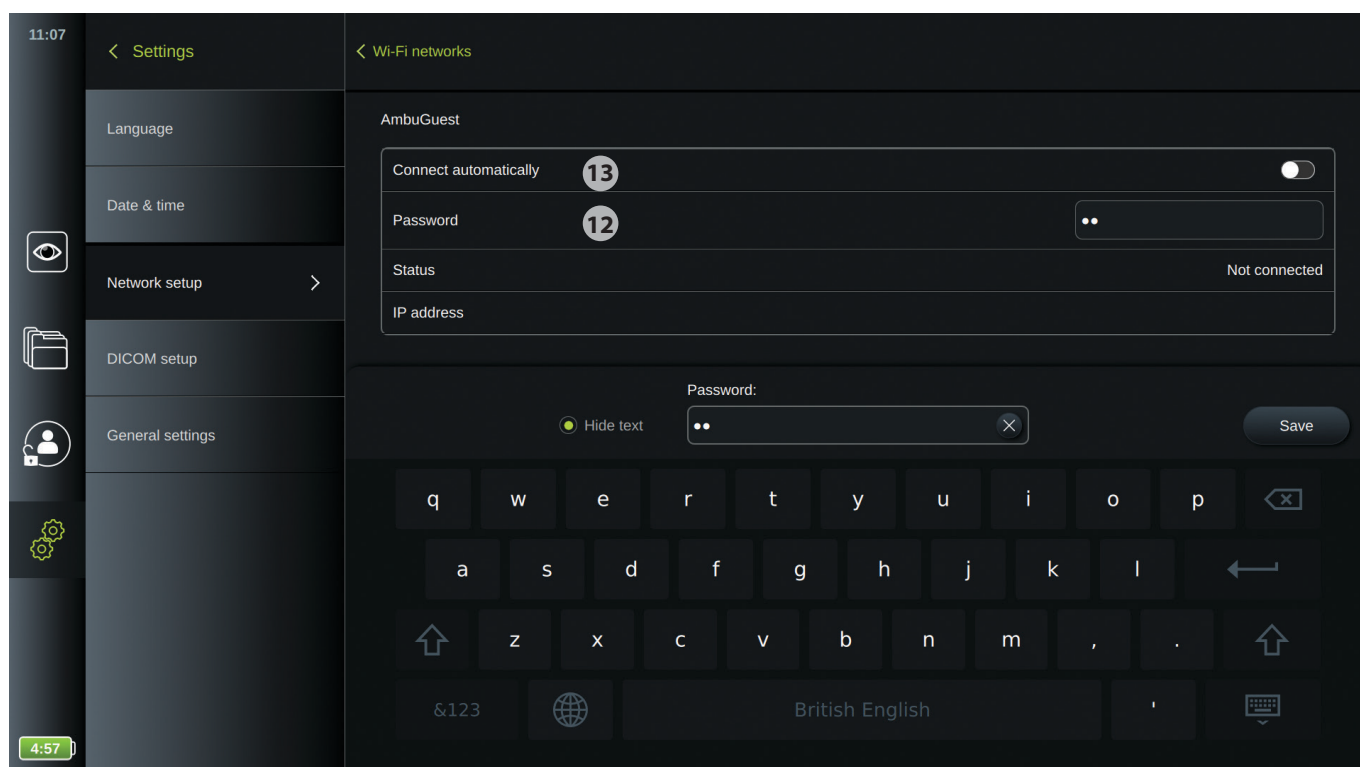 11:07
Settings
Wi-Fi networks
Language
Date & time
Network setup
DICOM setup
General settings
AmbuGuest
Connect automatically 13
Password 12 ••
Status Not connected
IP address
Password:
Hide text •• Save
q w e r t y u i o p
a s d f g h j k l
z x c v b n m , .
&123 British English '
4:57